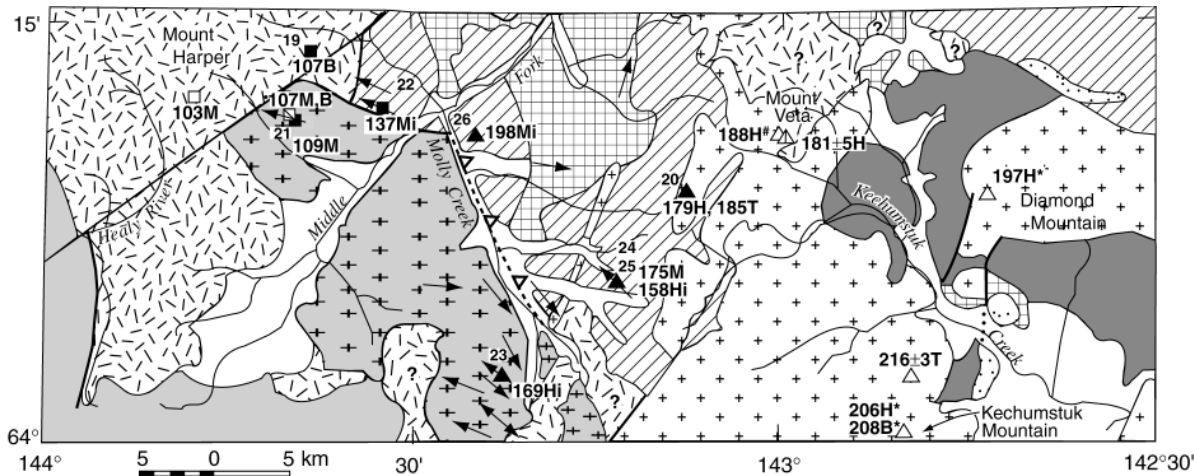 15'
Mount
Harper
19
107B
103M
107M,B
21
109M
22
137Mi
26
198Mi
Fork
Molly Creek
Middle
Healy River
20
179H, 185T
24
25
175M
158Hi
23
169Hi
?
?
?
?
?
Mount
Veta
188H#
181±5H
Kechumstuk
Creek
197H*
Diamond
Mountain
216±3T
206H*
208B*
Kechumstuk
Mountain
64°
144°
30'
143°
142°30'
5 0 5 km